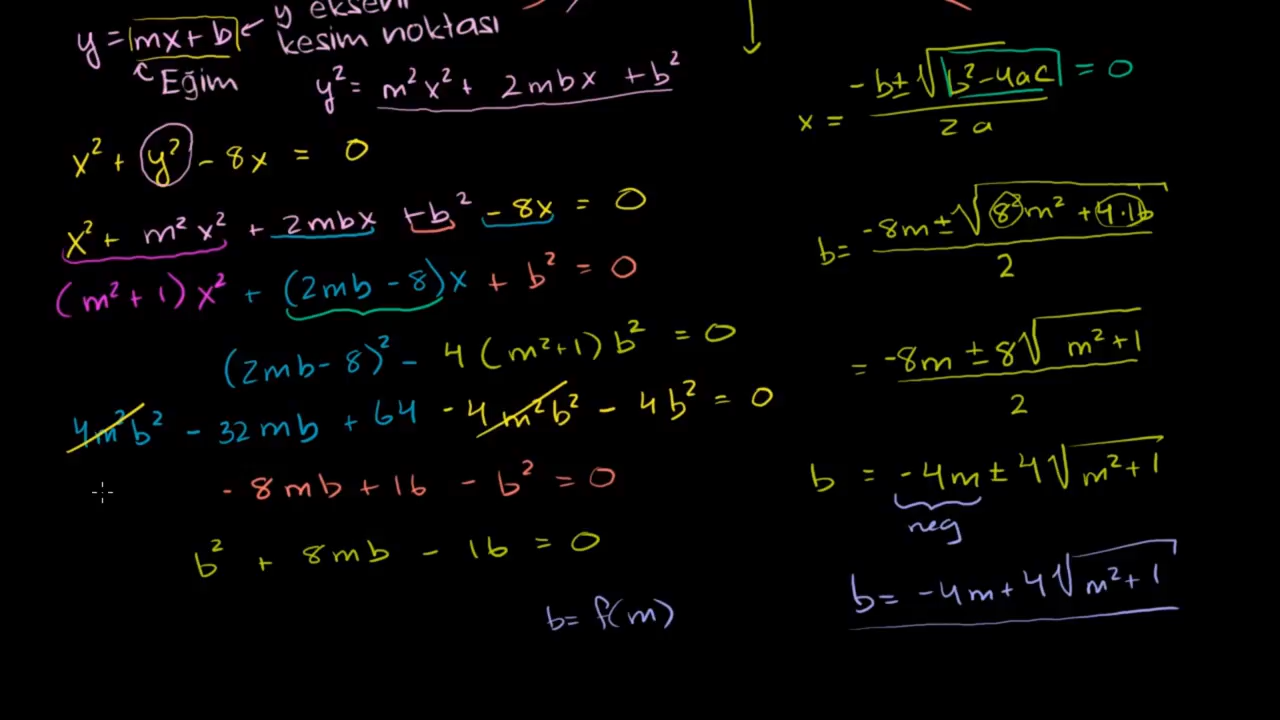 y ekseni
y = mx + b
kesim noktası
Eğim
y² = m²x² + 2mbx + b²
x² + y² - 8x = 0
x² + m²x² + 2mbx + b² - 8x = 0
(m² + 1)x² + (2mb - 8)x + b² = 0
(2mb - 8)² - 4(m² + 1)b² = 0
4m²b² - 32mb + 64 - 4m²b² - 4b² = 0
- 8mb + 16 - b² = 0
b² + 8mb - 16 = 0
b = f(m)
x = (-b ± √(b² - 4ac)) / 2a = 0
b = (-8m ± √(8²m² + 4·16)) / 2
= (-8m ± 8√(m² + 1)) / 2
b = -4m ± 4√(m² + 1)
neg
b = -4m + 4√(m² + 1)